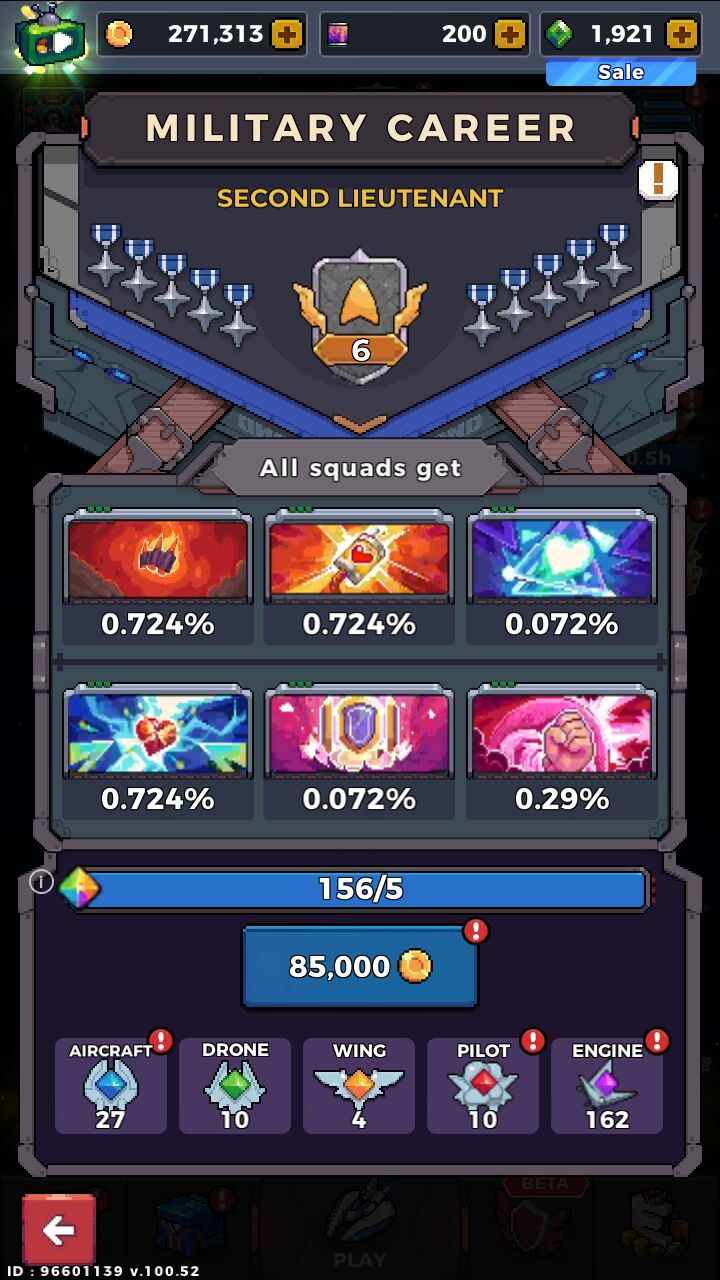 271,313
200
1,921
Sale
MILITARY CAREER
SECOND LIEUTENANT
6
0.5h
All squads get
0.724%
0.724%
0.072%
0.724%
0.072%
0.29%
156/5
85,000
AIRCRAFT
DRONE
WING
PILOT
ENGINE
27
10
4
10
162
BETA
PLAY
ID : 96601139 v.100.52